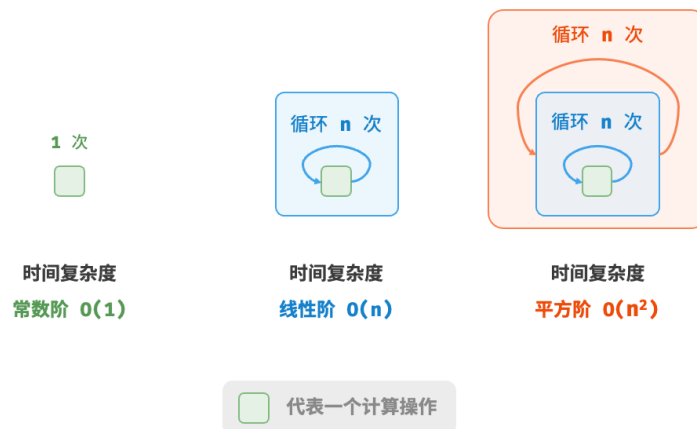 1 次
时间复杂度
常数阶 O(1)
循环 n 次
时间复杂度
线性阶 O(n)
循环 n 次
循环 n 次
时间复杂度
平方阶 O(n²)
代表一个计算操作